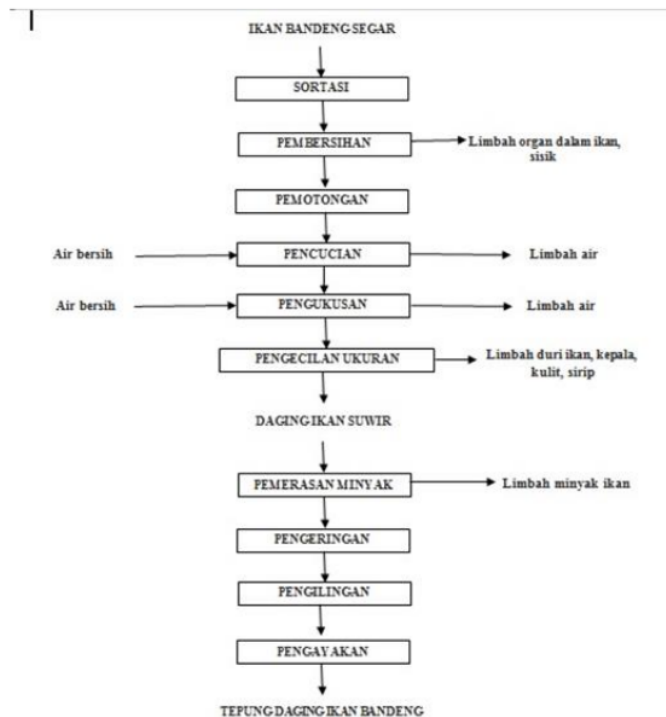 IKAN BANDENG SEGAR
SORTASI
PEMBERSIHAN
Limbah organ dalam ikan,
sisik
PEMOTONGAN
Air bersih
PENCUCIAN
Limbah air
Air bersih
PENGUKUSAN
Limbah air
PENGECILAN UKURAN
Limbah duri ikan, kepala,
kulit, sirip
DAGING IKAN SUWIR
PEMERASAN MINYAK
Limbah minyak ikan
PENGERINGAN
PENGILINGAN
PENGAYAKAN
TEPUNG DAGING IKAN BANDENG